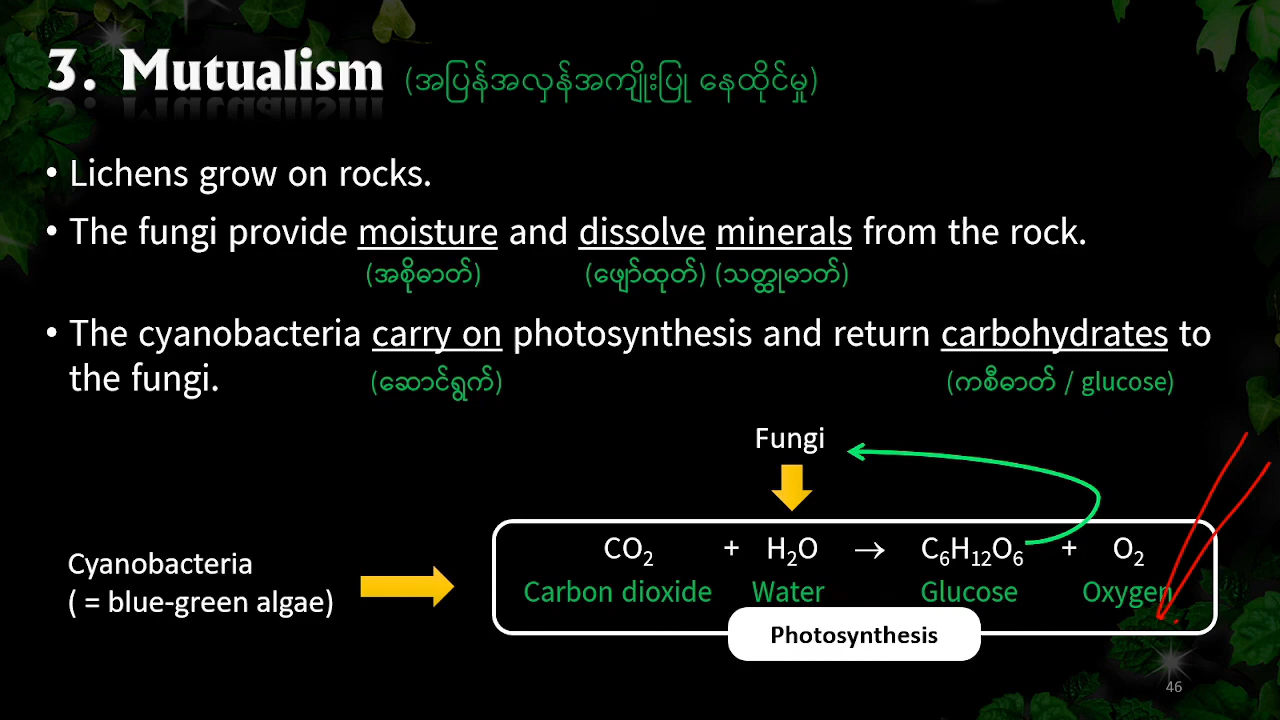 3. Mutualism (အပြန်အလှန်အကျိုးပြု နေထိုင်မှု)
• Lichens grow on rocks.
• The fungi provide moisture and dissolve minerals from the rock.
(အစိုဓာတ်) (ဖျော်ထုတ်) (သတ္ထုဓာတ်)
• The cyanobacteria carry on photosynthesis and return carbohydrates to
the fungi. (ဆောင်ရွက်) (ကစီဓာတ် / glucose)
Fungi
CO₂ + H₂O → C₆H₁₂O₆ + O₂
Carbon dioxide Water Glucose Oxygen
Cyanobacteria
( = blue-green algae)
Photosynthesis
46